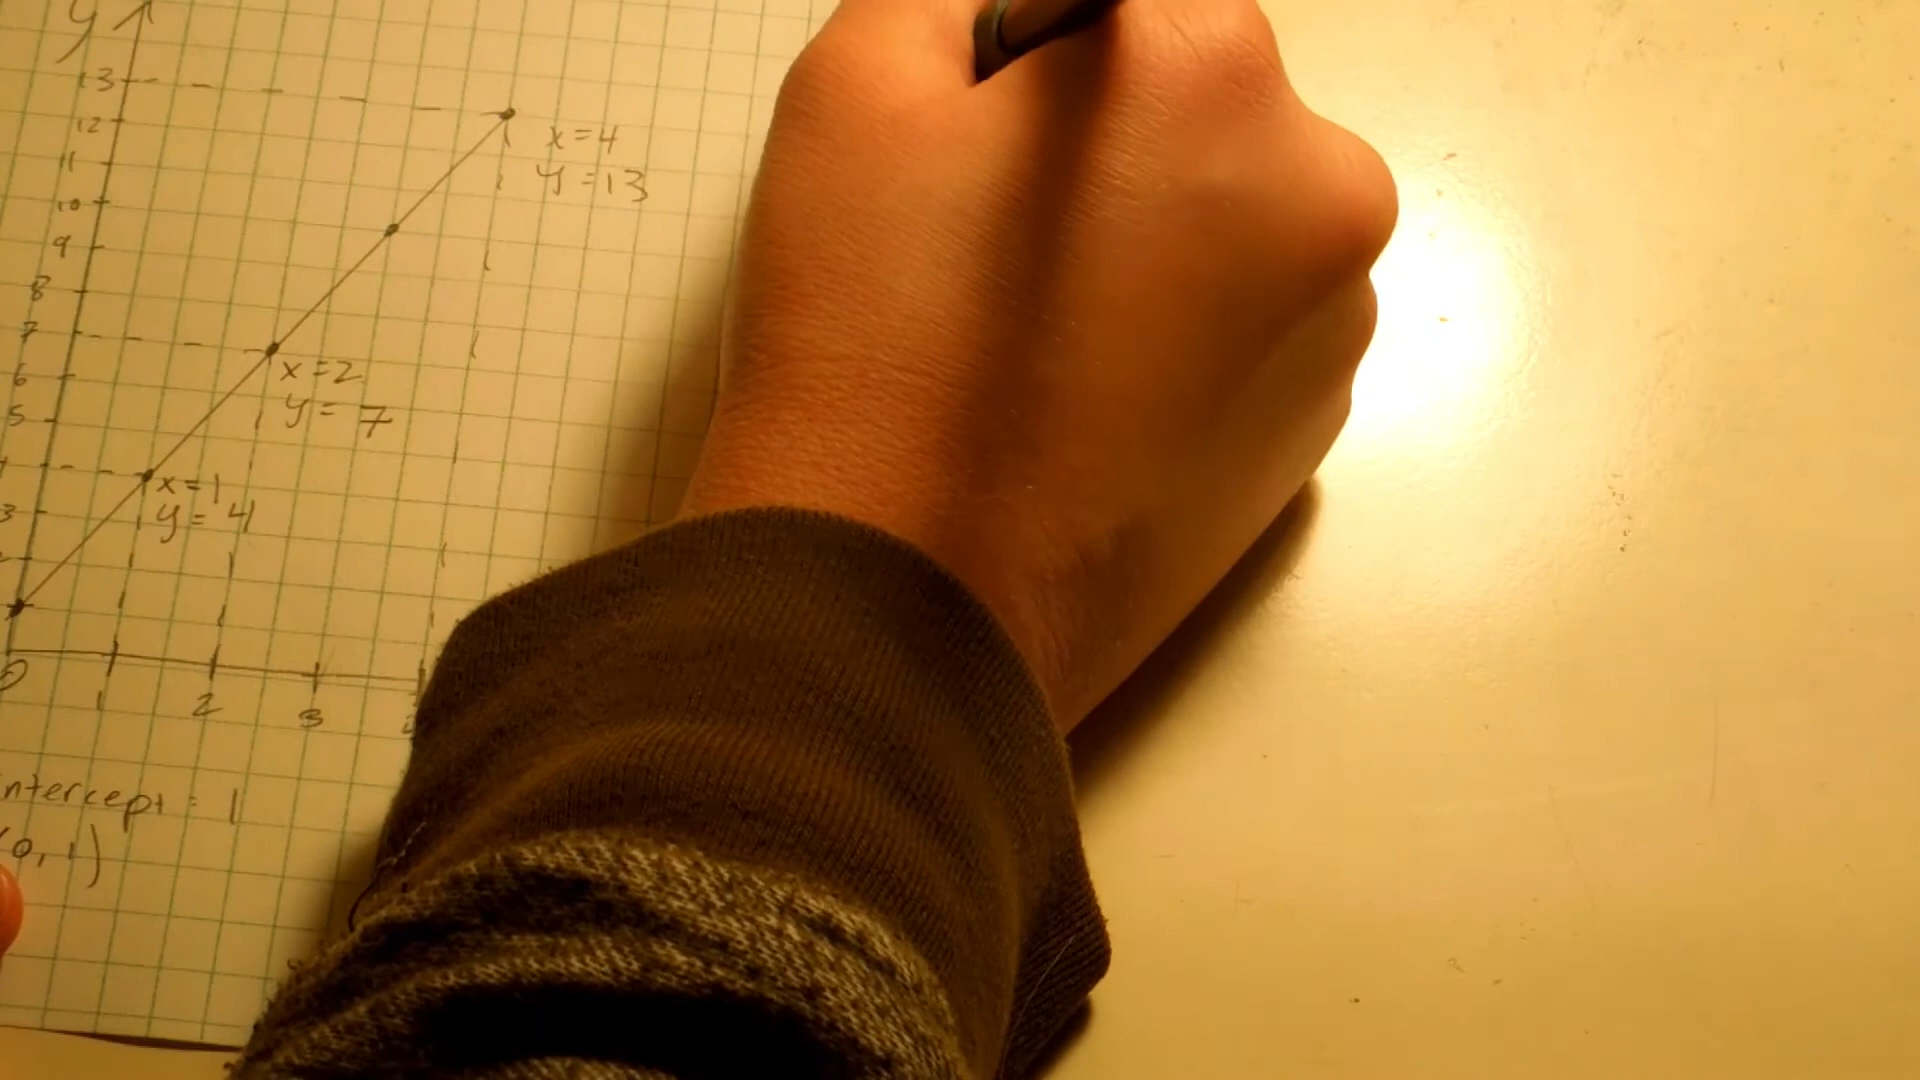 y
13
12
x=4
11
y=13
10
9
8
7
6
x=2
5
y=7
x=1
3
y=4
0
1
2
3
intercept = 1
(0,1)